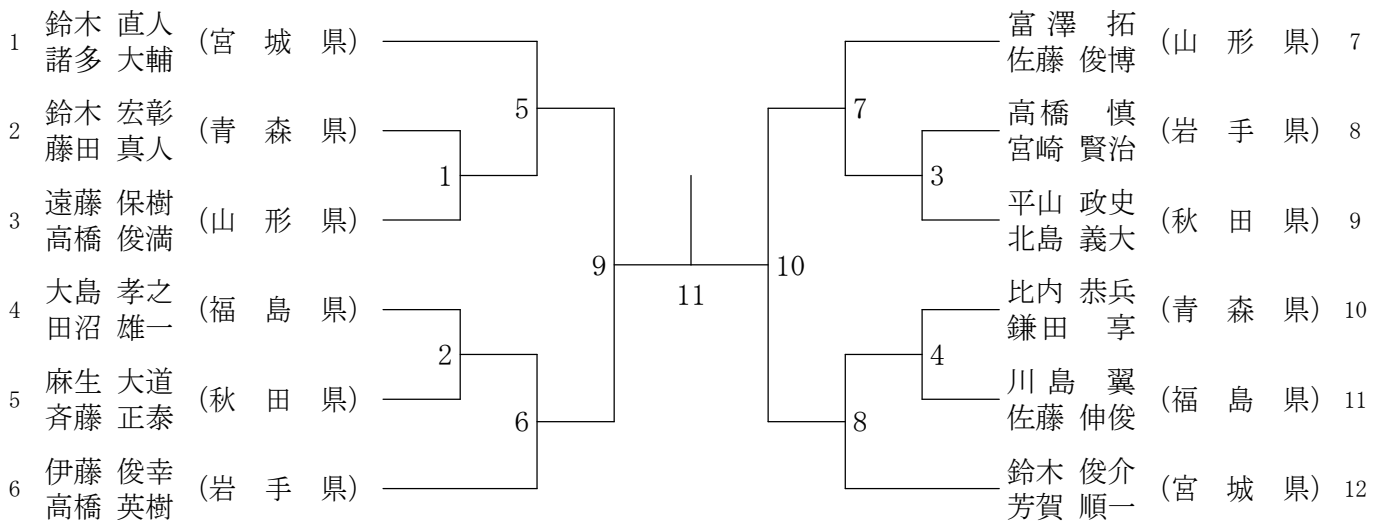 鈴木 直人
1 (宮 城 県)
諸多 大輔
5
鈴木 宏彰
2 (青 森 県)
藤田 真人
1
遠藤 保樹
3 (山 形 県)
高橋 俊満
9
大島 孝之
4 (福 島 県)
田沼 雄一
2
麻生 大道
5 (秋 田 県)
斉藤 正泰
6
伊藤 俊幸
6 (岩 手 県)
高橋 英樹
11
富澤 拓
(山 形 県) 7
佐藤 俊博
7
高橋 慎
(岩 手 県) 8
宮崎 賢治
3
平山 政史
(秋 田 県) 9
北島 義大
10
比内 恭兵
(青 森 県) 10
鎌田 享
4
川島 翼
(福 島 県) 11
佐藤 伸俊
8
鈴木 俊介
(宮 城 県) 12
芳賀 順一